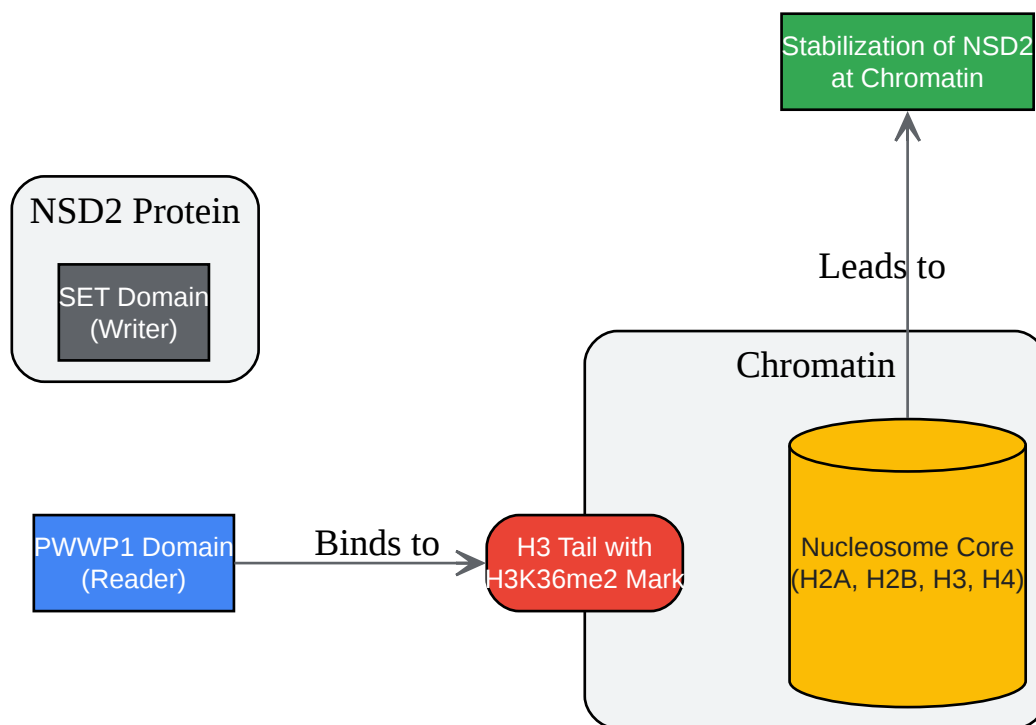 Stabilization of NSD2
at Chromatin
NSD2 Protein
SET Domain
(Writer)
Leads to
Chromatin
PWWP1 Domain
(Reader)
Binds to
H3 Tail with
H3K36me2 Mark
Nucleosome Core
(H2A, H2B, H3, H4)